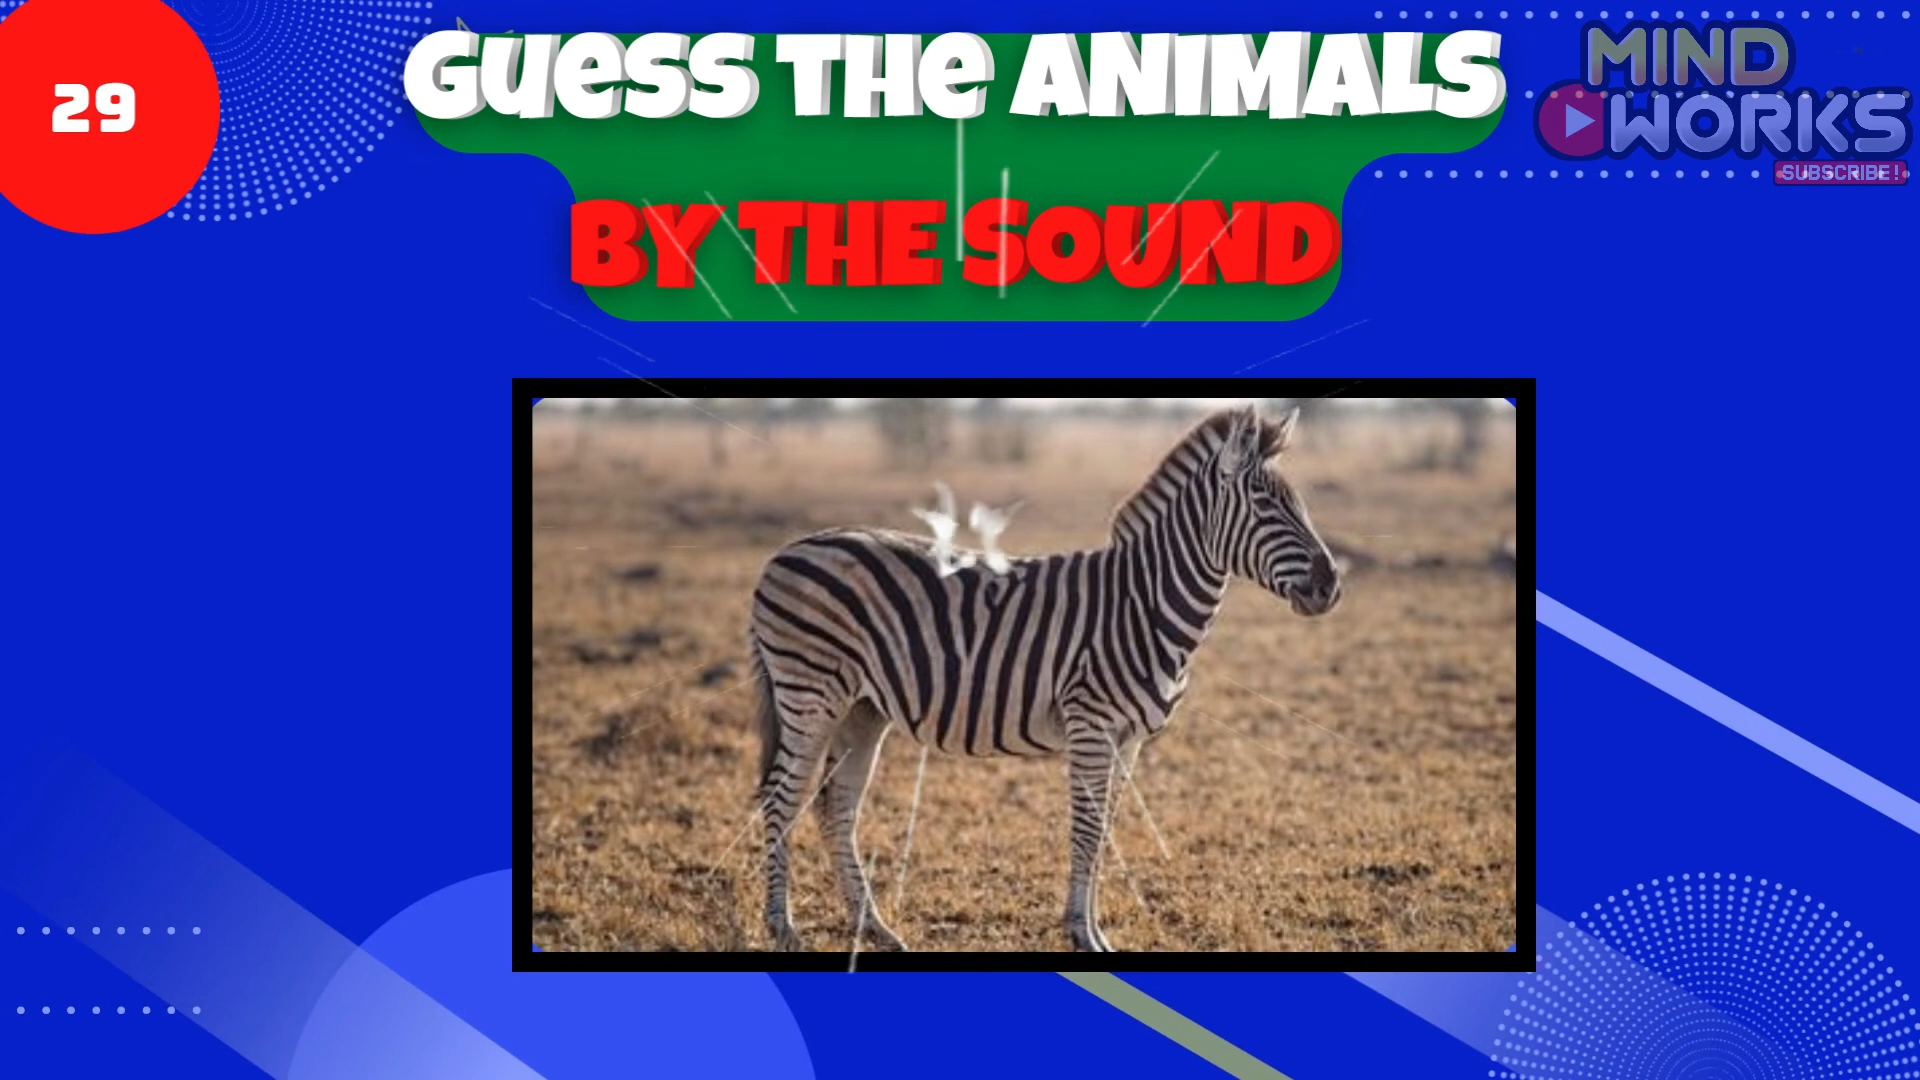 29
GUESS THE ANIMALS
BY THE SOUND
MIND
WORKS
SUBSCRIBE!